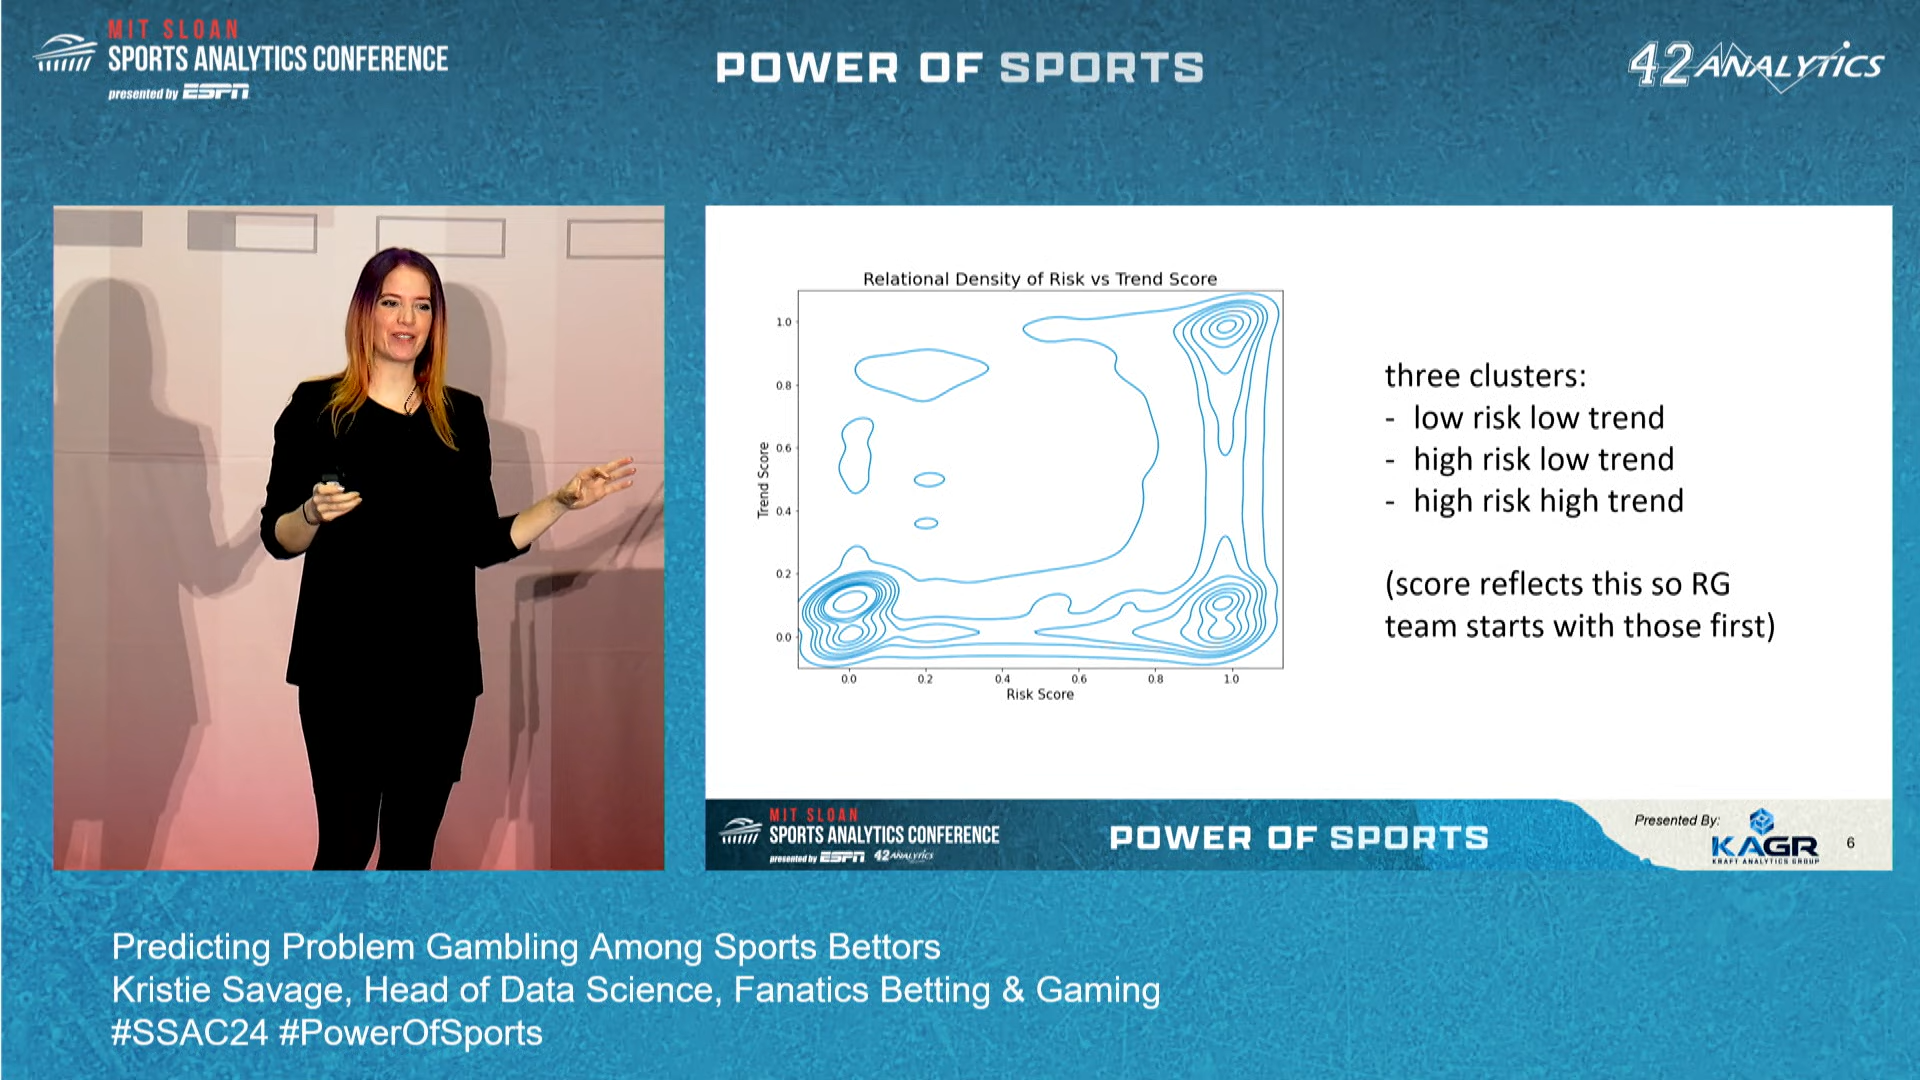 MIT SLOAN
SPORTS ANALYTICS CONFERENCE
presented by ESPN
POWER OF SPORTS
42 ANALYTICS
Relational Density of Risk vs Trend Score
1.0
0.8
0.6
0.4
0.2
0.0
Trend Score
0.0 0.2 0.4 0.6 0.8 1.0
Risk Score
three clusters:
- low risk low trend
- high risk low trend
- high risk high trend
(score reflects this so RG
team starts with those first)
MIT SLOAN
SPORTS ANALYTICS CONFERENCE
presented by ESPN 42 ANALYTICS
POWER OF SPORTS
Presented By:
KAGR
KRAFT ANALYTICS GROUP
6
Predicting Problem Gambling Among Sports Bettors
Kristie Savage, Head of Data Science, Fanatics Betting & Gaming
#SSAC24 #PowerOfSports